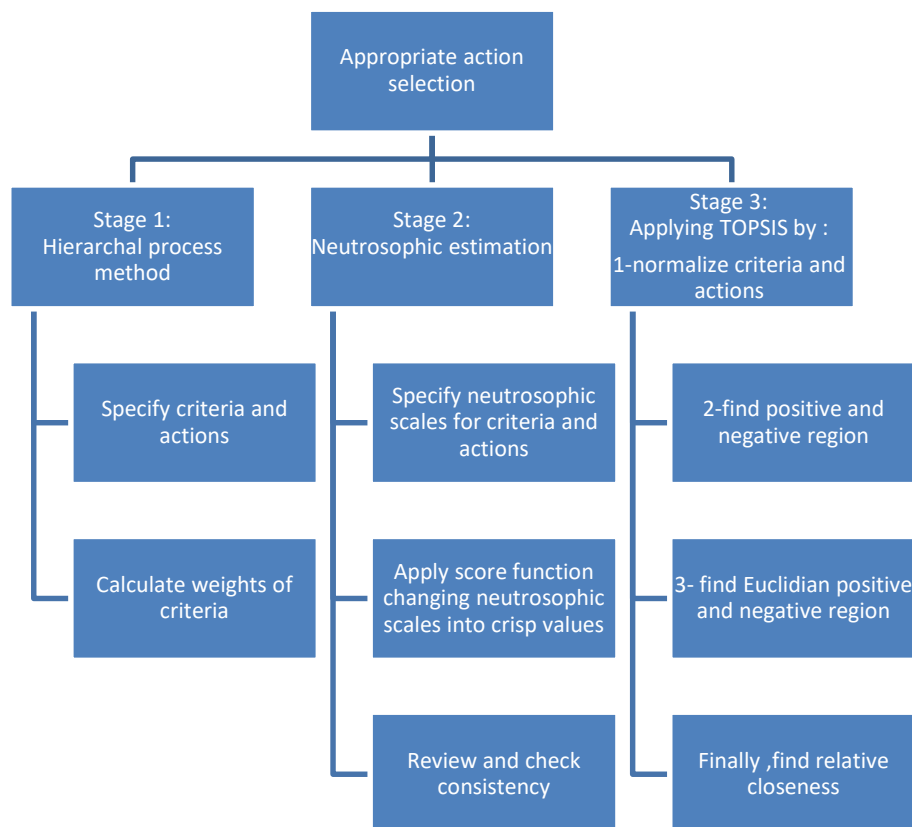 Appropriate action
selection
Stage 1:
Hierarchal process
method
Specify criteria and
actions
Calculate weights of
criteria
Stage 2:
Neutrosophic estimation
Specify neutrosophic
scales for criteria and
actions
Apply score function
changing neutrosophic
scales into crisp values
Review and check
consistency
Stage 3:
Applying TOPSIS by :
1-normalize criteria and
actions
2-find positive and
negative region
3- find Euclidian positive
and negative region
Finally ,find relative
closeness